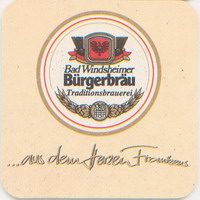 Bad Windsheimer
Bürgerbräu
Traditionsbrauerei
...aus dem Herzen Frankens